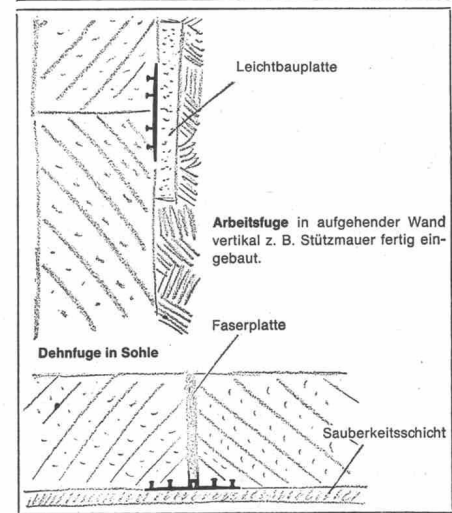 Leichtbauplatte
Arbeitsfuge in aufgehender Wand
vertikal z. B. Stützmauer fertig ein-
gebaut.
Faserplatte
Dehnfuge in Sohle
Sauberkeitsschicht